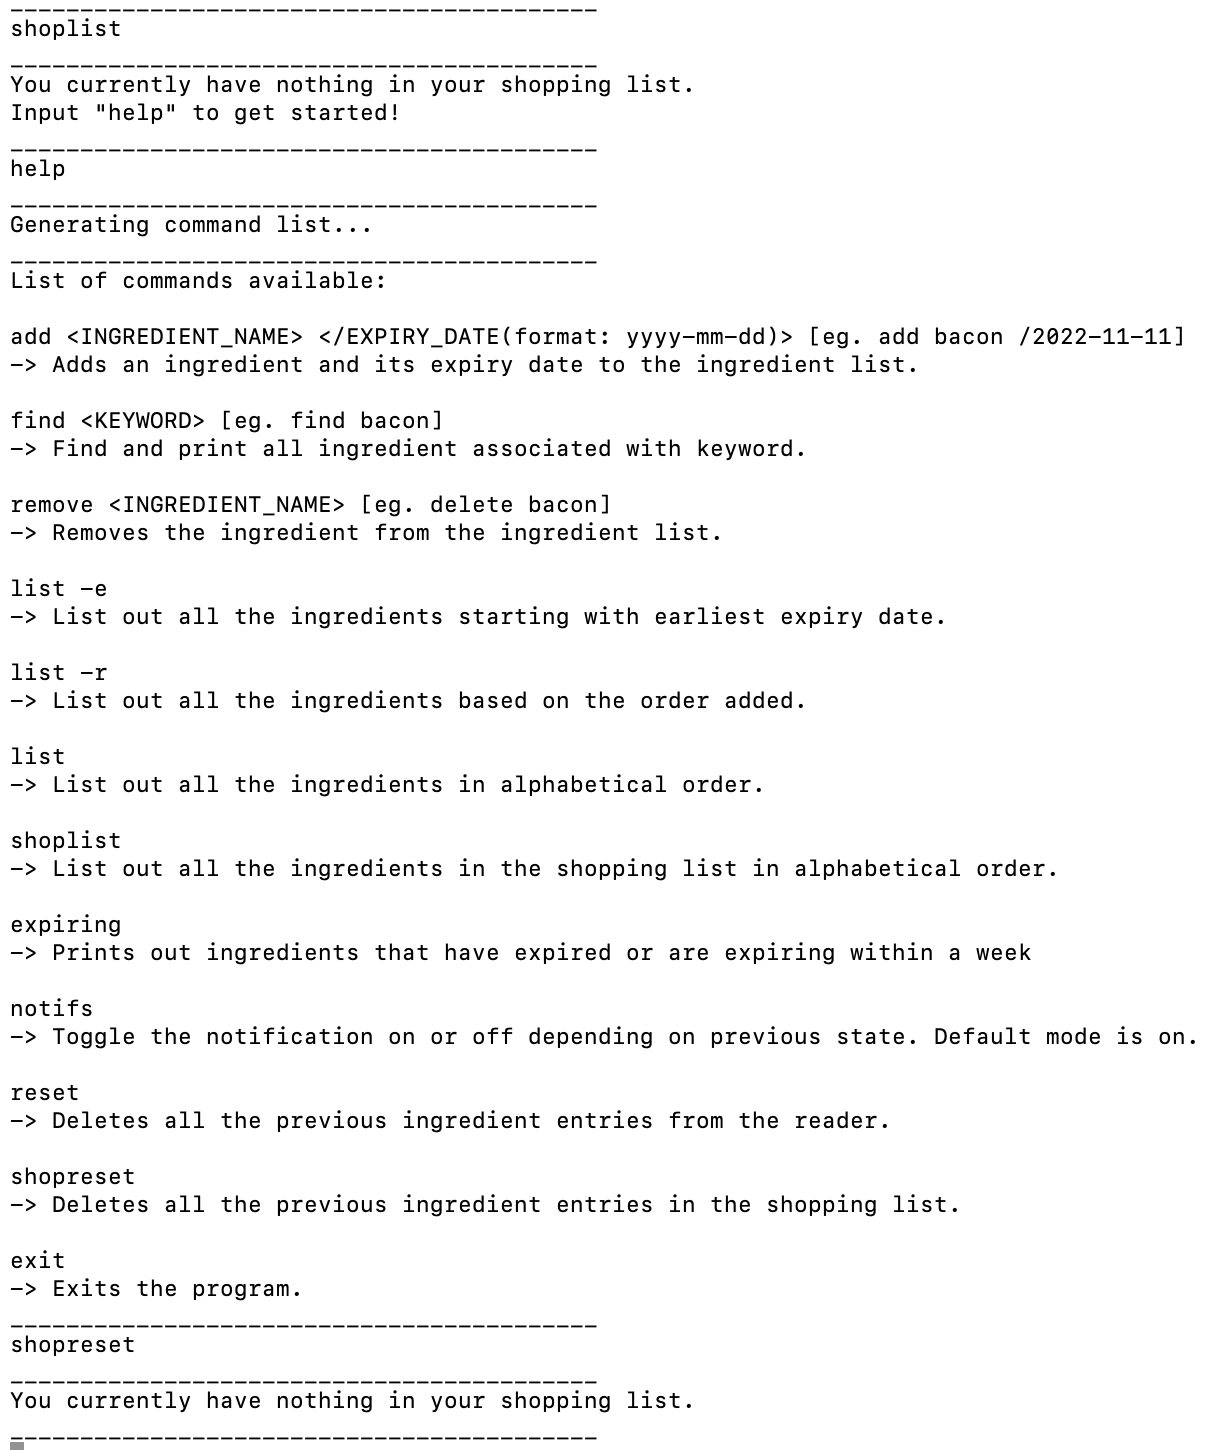 __________________________________________
shoplist
__________________________________________
You currently have nothing in your shopping list.
Input "help" to get started!
__________________________________________
help
__________________________________________
Generating command list...
__________________________________________
List of commands available:

add <INGREDIENT_NAME> </EXPIRY_DATE(format: yyyy-mm-dd)> [eg. add bacon /2022-11-11]
-> Adds an ingredient and its expiry date to the ingredient list.

find <KEYWORD> [eg. find bacon]
-> Find and print all ingredient associated with keyword.

remove <INGREDIENT_NAME> [eg. delete bacon]
-> Removes the ingredient from the ingredient list.

list -e
-> List out all the ingredients starting with earliest expiry date.

list -r
-> List out all the ingredients based on the order added.

list
-> List out all the ingredients in alphabetical order.

shoplist
-> List out all the ingredients in the shopping list in alphabetical order.

expiring
-> Prints out ingredients that have expired or are expiring within a week

notifs
-> Toggle the notification on or off depending on previous state. Default mode is on.

reset
-> Deletes all the previous ingredient entries from the reader.

shopreset
-> Deletes all the previous ingredient entries in the shopping list.

exit
-> Exits the program.
__________________________________________
shopreset
__________________________________________
You currently have nothing in your shopping list.
__________________________________________